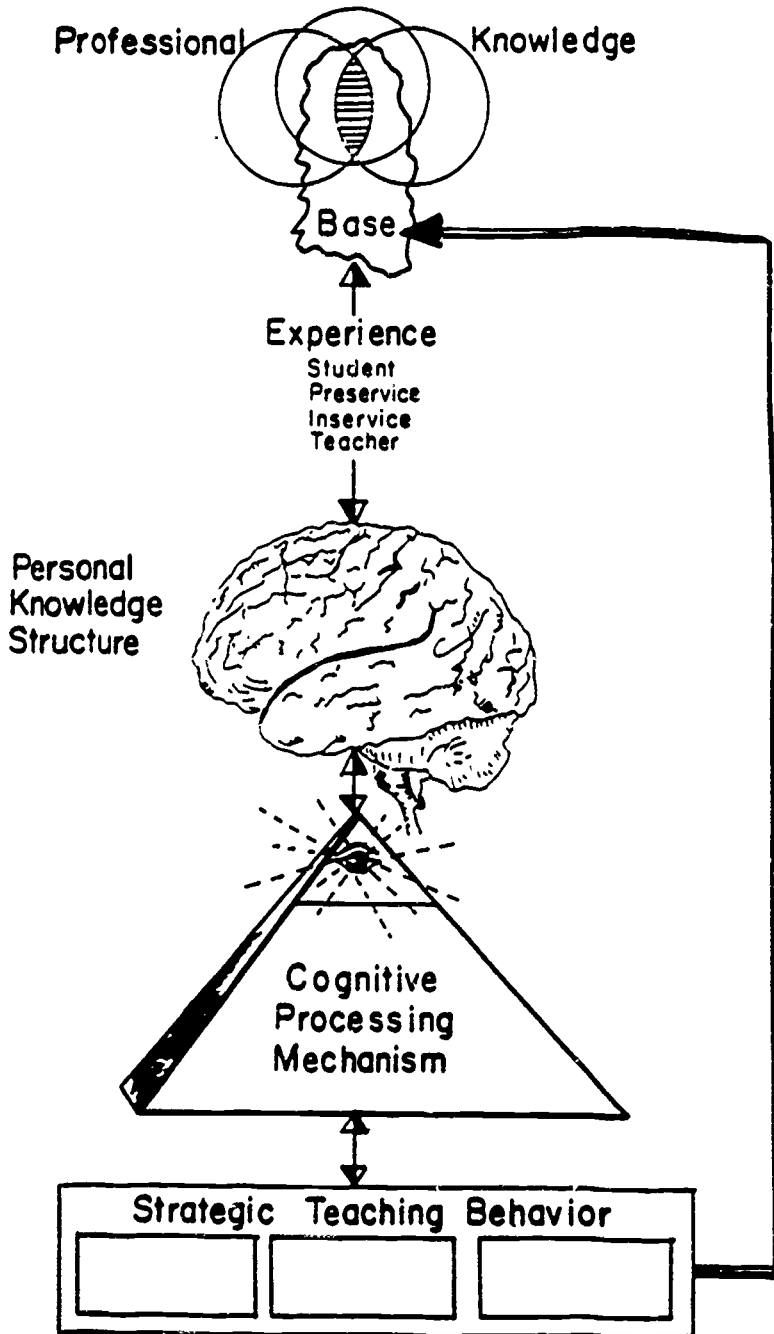 Professional Knowledge
Base
Experience
Student
Preservice
Inservice
Teacher
Personal
Knowledge
Structure
Cognitive
Processing
Mechanism
Strategic Teaching Behavior